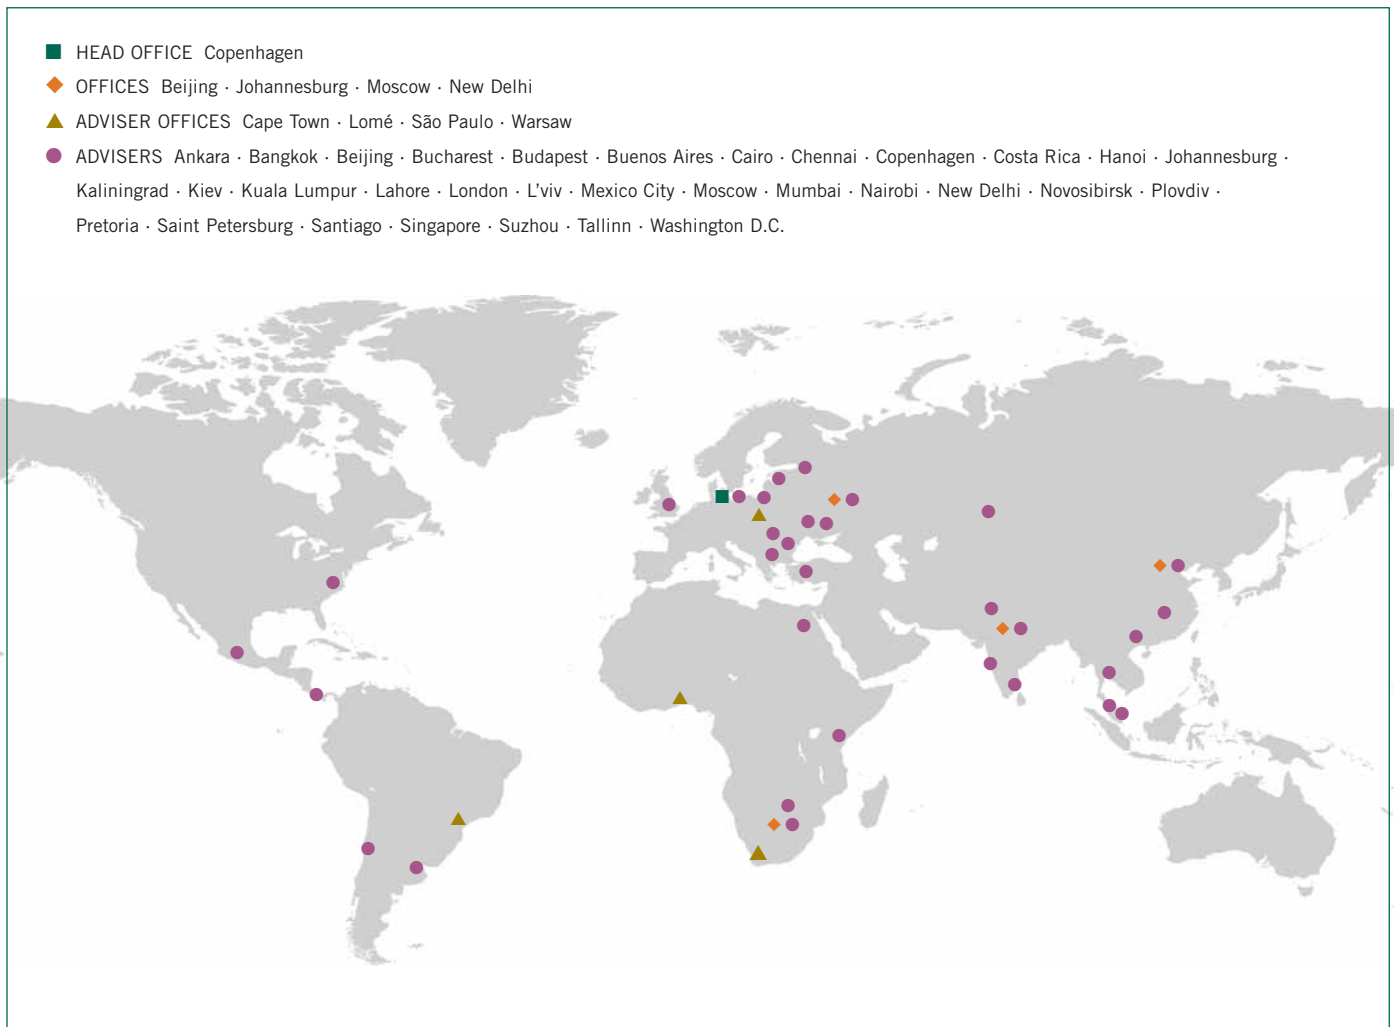 HEAD OFFICE Copenhagen
OFFICES Beijing · Johannesburg · Moscow · New Delhi
ADVISER OFFICES Cape Town · Lomé · São Paulo · Warsaw
ADVISERS Ankara · Bangkok · Beijing · Bucharest · Budapest · Buenos Aires · Cairo · Chennai · Copenhagen · Costa Rica · Hanoi · Johannesburg ·
Kaliningrad · Kiev · Kuala Lumpur · Lahore · London · L’viv · Mexico City · Moscow · Mumbai · Nairobi · New Delhi · Novosibirsk · Plovdiv ·
Pretoria · Saint Petersburg · Santiago · Singapore · Suzhou · Tallinn · Washington D.C.